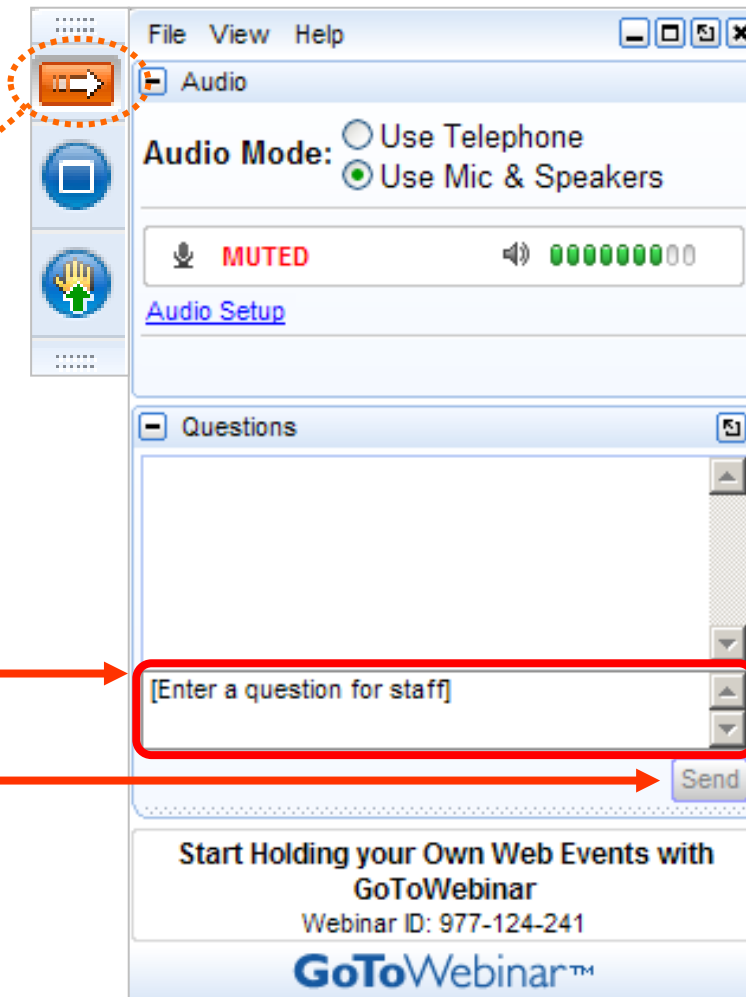 File View Help
Audio
Audio Mode: Use Telephone
Use Mic & Speakers
MUTED
Audio Setup
Questions
[Enter a question for staff]
Send
Start Holding your Own Web Events with
GoToWebinar
Webinar ID: 977-124-241
GoToWebinar™